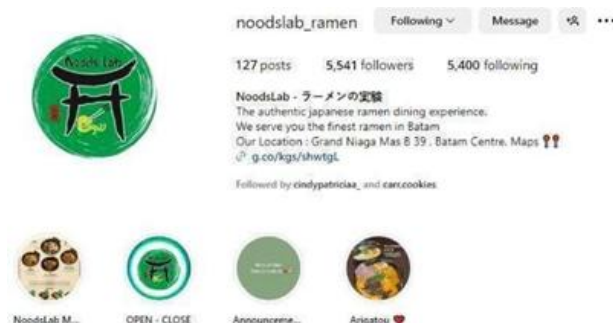 noodslab_ramen Following Message
127 posts 5,541 followers 5,400 following
NoodsLab - ラーメンの実験
The authentic japanese ramen dining experience.
We serve you the finest ramen in Batam
Our Location : Grand Niaga Mas B 39 . Batam Centre. Maps
g.co/kgs/shwtgL
Followed by cindypatriciaa_ and carr.cookies
Noods Lab
NoodsLab M... OPEN - CLOSE Announceme... Arigatou